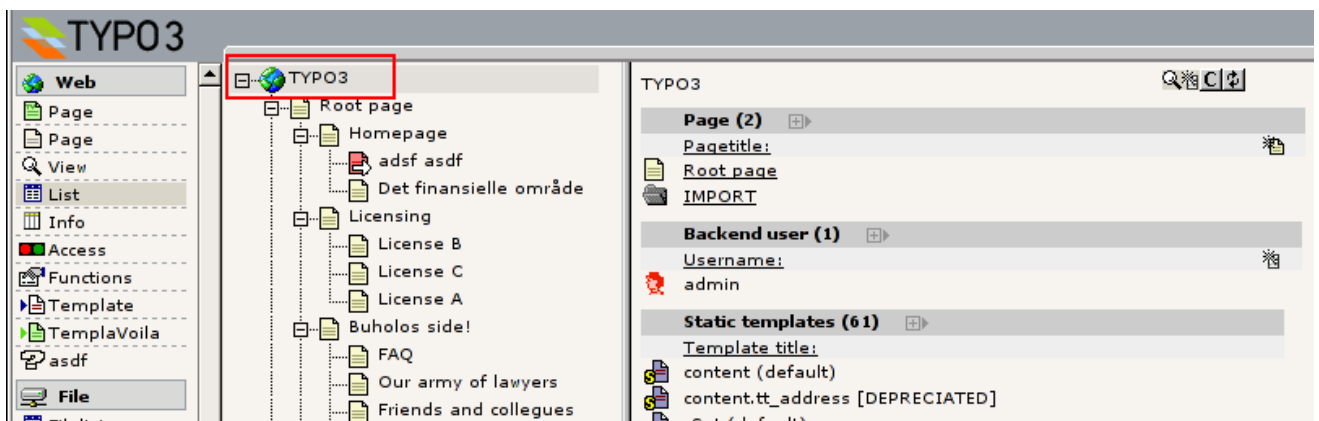 TYPO3
Web
Page
Page
View
List
Info
Access
Functions
Template
TemplaVoila
asdf
File
TYPO3
Root page
Homepage
adsf asdf
Det finansielle område
Licensing
License B
License C
License A
Buholos side!
FAQ
Our army of lawyers
Friends and collegues
TYPO3
C
Page (2)
Pagetitle:
Root page
IMPORT
Backend user (1)
Username:
admin
Static templates (61)
Template title:
content (default)
content.tt_address [DEPRECIATED]